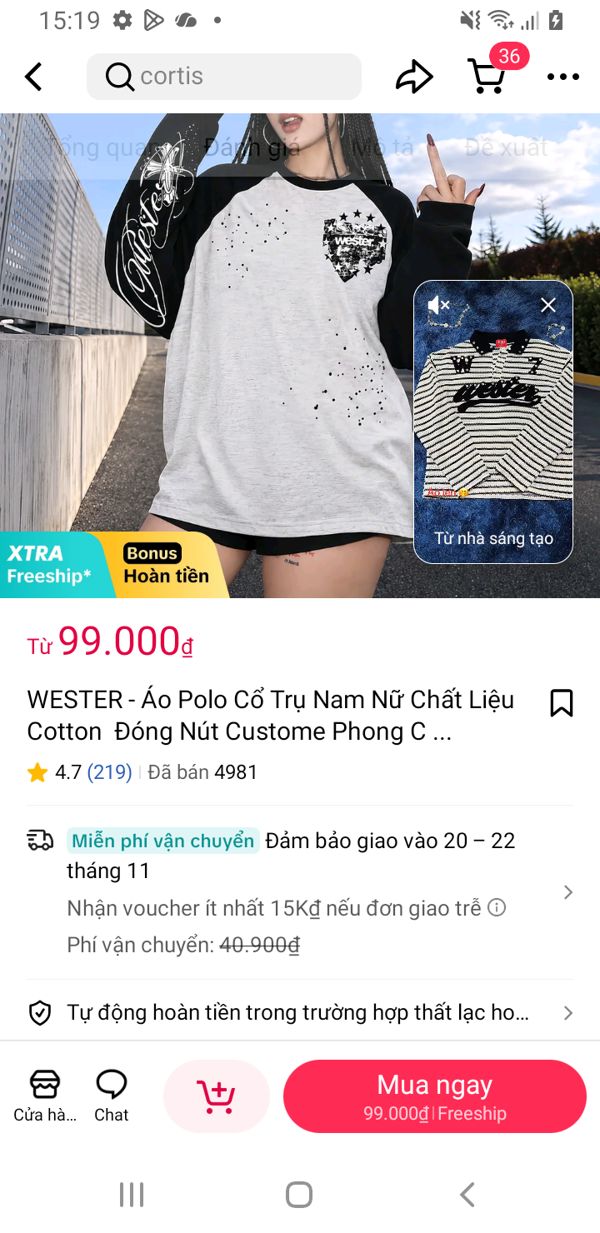 15:19
36
cortis
Tổng quan Đánh giá Mô tả Đề xuất
Wester
wester
W 7
wester
Từ nhà sáng tạo
XTRA
Freeship*
Bonus
Hoàn tiền
Từ 99.000đ
WESTER - Áo Polo Cổ Trụ Nam Nữ Chất Liệu
Cotton Đóng Nút Custome Phong C ...
4.7 (219) Đã bán 4981
Miễn phí vận chuyển Đảm bảo giao vào 20 – 22
tháng 11
Nhận voucher ít nhất 15K₫ nếu đơn giao trễ
Phí vận chuyển: 40.900₫
Tự động hoàn tiền trong trường hợp thất lạc ho...
Mua ngay
99.000₫ Freeship
Cửa hà... Chat